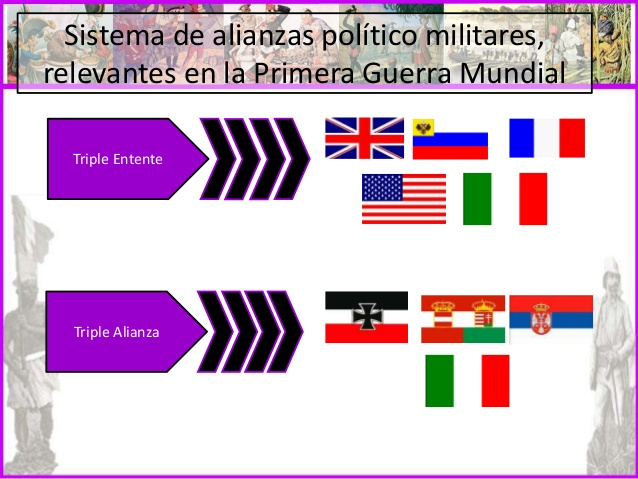 Sistema de alianzas político militares,
relevantes en la Primera Guerra Mundial
Triple Entente
Triple Alianza